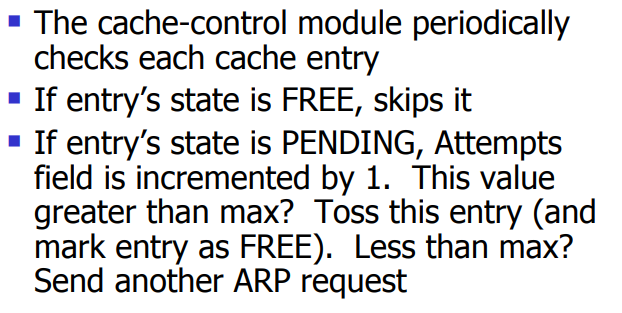 The cache-control module periodically
checks each cache entry
If entry's state is FREE, skips it
If entry's state is PENDING, Attempts
field is incremented by 1.  This value
greater than max?  Toss this entry (and
mark entry as FREE).  Less than max?
Send another ARP request